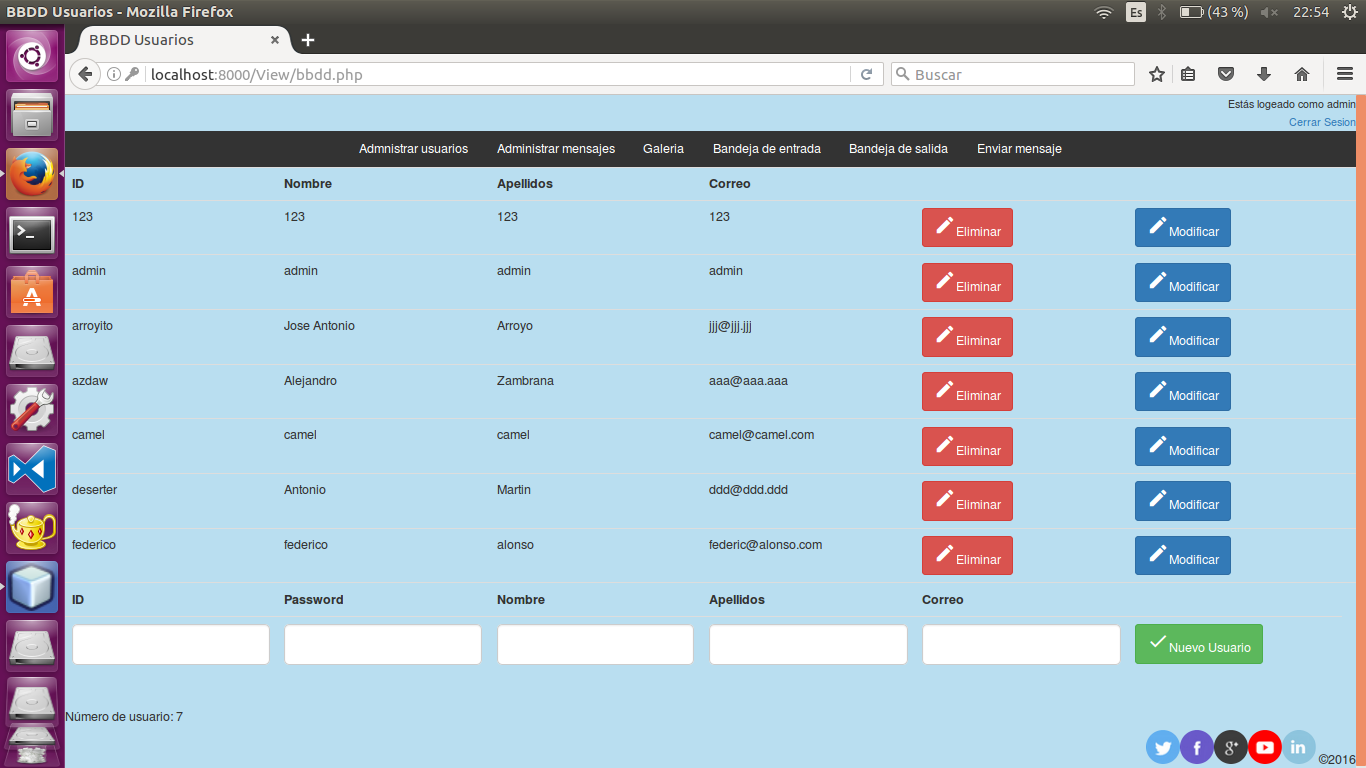 BBDD Usuarios - Mozilla Firefox
Es
(43 %)
22:54
BBDD Usuarios
localhost:8000/View/bbdd.php
Buscar
Estás logeado como admin
Cerrar Sesion
Admnistrar usuarios Administrar mensajes Galeria Bandeja de entrada Bandeja de salida Enviar mensaje
ID Nombre Apellidos Correo
123 123 123 123 Eliminar Modificar
admin admin admin admin Eliminar Modificar
arroyito Jose Antonio Arroyo jjj@jjj.jjj Eliminar Modificar
azdaw Alejandro Zambrana aaa@aaa.aaa Eliminar Modificar
camel camel camel camel@camel.com Eliminar Modificar
deserter Antonio Martin ddd@ddd.ddd Eliminar Modificar
federico federico alonso federic@alonso.com Eliminar Modificar
ID Password Nombre Apellidos Correo
Nuevo Usuario
Número de usuario: 7
©2016